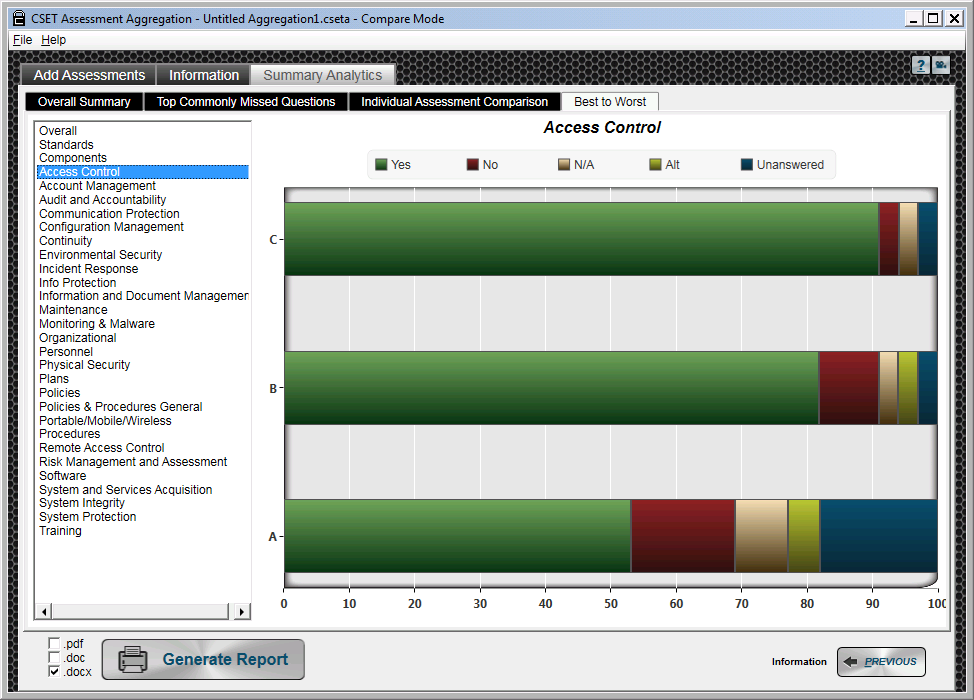 CSET Assessment Aggregation - Untitled Aggregation1.cseta - Compare Mode
File Help
Add Assessments Information Summary Analytics
?
Overall Summary Top Commonly Missed Questions Individual Assessment Comparison Best to Worst
Overall
Standards
Components
Access Control
Account Management
Audit and Accountability
Communication Protection
Configuration Management
Continuity
Environmental Security
Incident Response
Info Protection
Information and Document Managemen
Maintenance
Monitoring & Malware
Organizational
Personnel
Physical Security
Plans
Policies
Policies & Procedures General
Portable/Mobile/Wireless
Procedures
Remote Access Control
Risk Management and Assessment
Software
System and Services Acquisition
System Integrity
System Protection
Training
Access Control
Yes No N/A Alt Unanswered
C
B
A
0 10 20 30 40 50 60 70 80 90 100
.pdf
.doc
.docx
Generate Report
Information
PREVIOUS